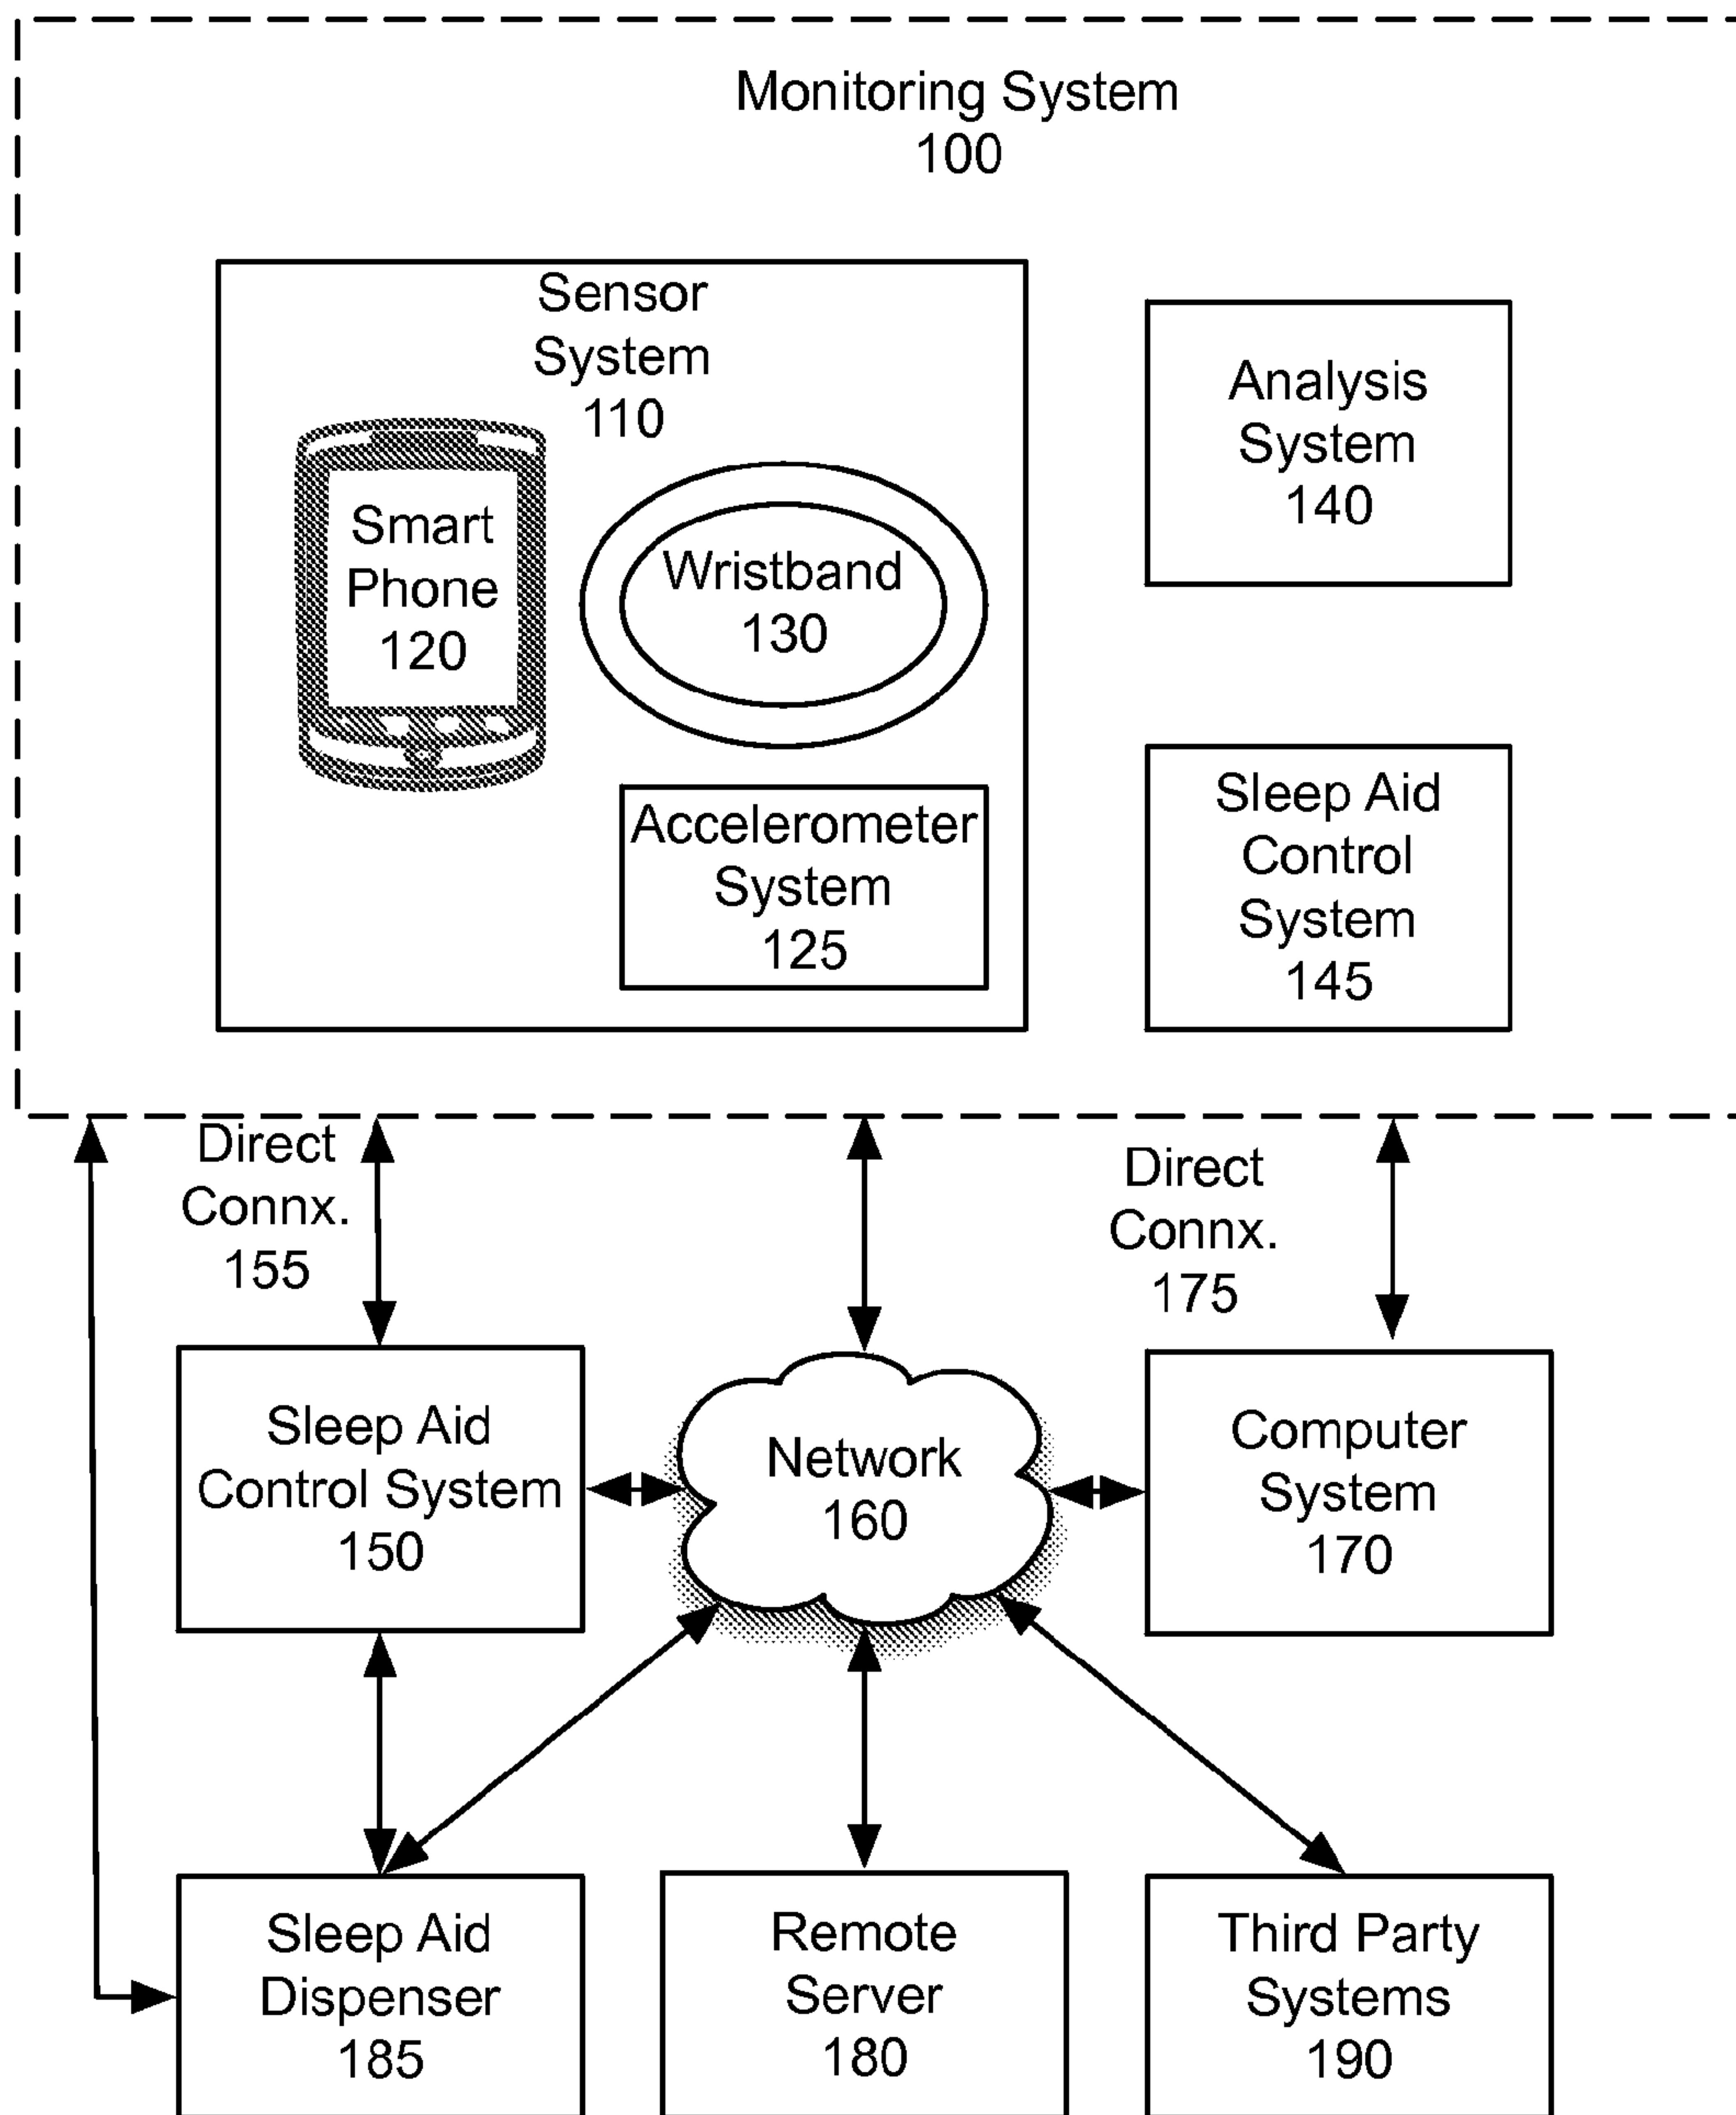 Monitoring System
100
Sensor
System
110
Smart
Phone
120
Wristband
130
Accelerometer
System
125
Analysis
System
140
Sleep Aid
Control
System
145
Direct
Connx.
155
Direct
Connx.
175
Sleep Aid
Control System
150
Network
160
Computer
System
170
Sleep Aid
Dispenser
185
Remote
Server
180
Third Party
Systems
190